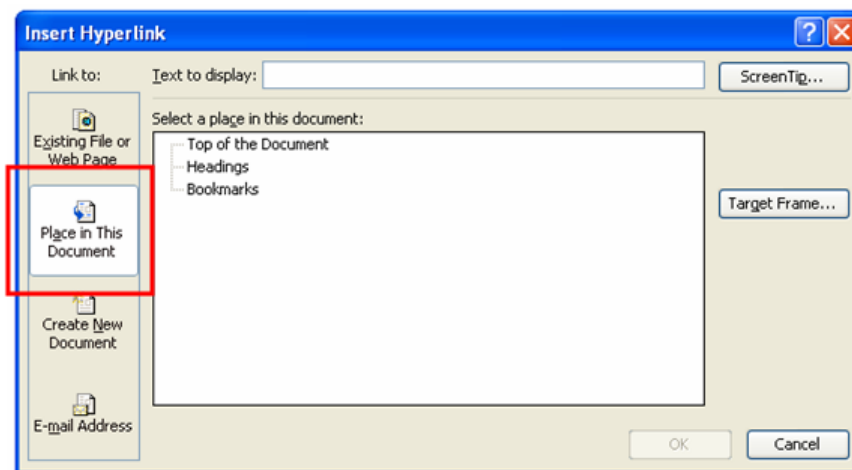 Insert Hyperlink
Link to:
Text to display:
ScreenTip...
Existing File or
Web Page
Place in This
Document
Create New
Document
E-mail Address
Select a place in this document:
Top of the Document
Headings
Bookmarks
Target Frame...
OK
Cancel